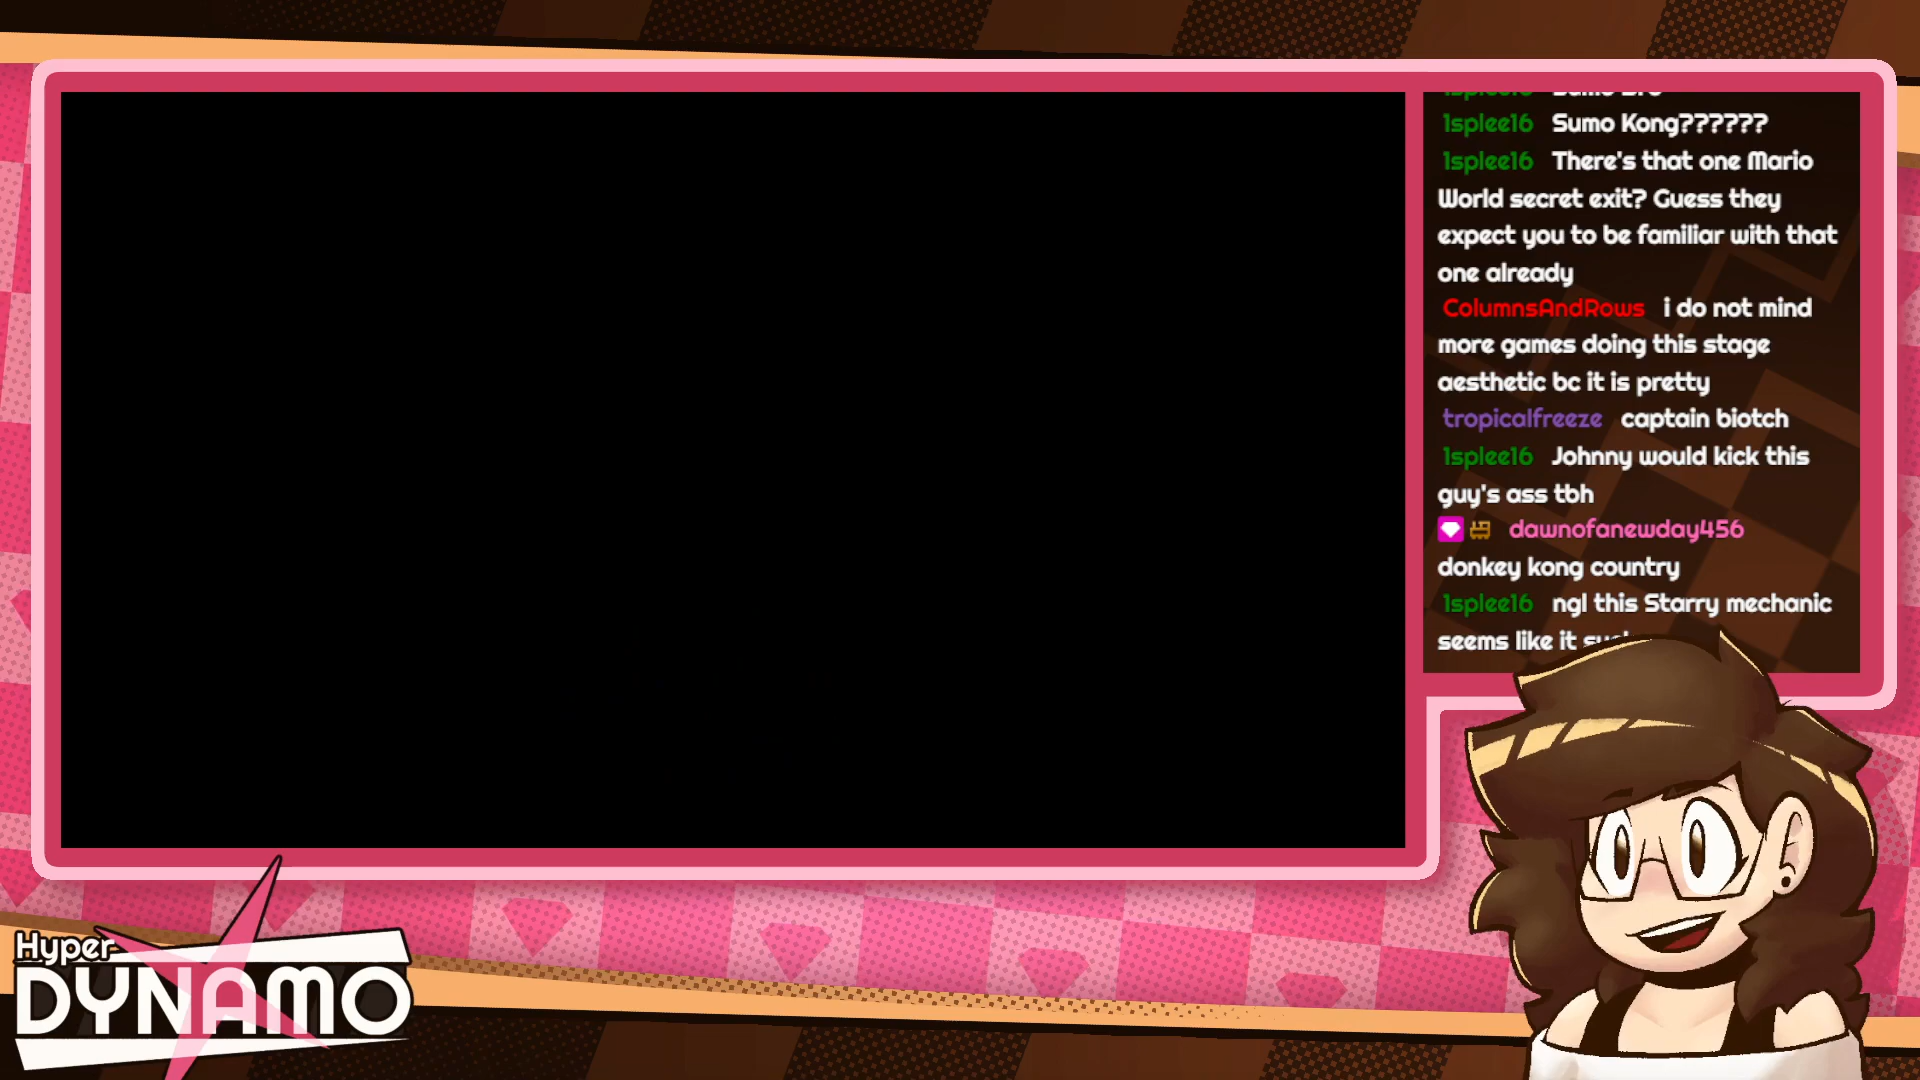 1splee16 Sumo Bro
1splee16 Sumo Kong??????
1splee16 There's that one Mario
World secret exit? Guess they
expect you to be familiar with that
one already
ColumnsAndRows i do not mind
more games doing this stage
aesthetic bc it is pretty
tropicalfreeze captain biotch
1splee16 Johnny would kick this
guy's ass tbh
dawnofanewday456
donkey kong country
1splee16 ngl this Starry mechanic
seems like it
Hyper
DYNAMO